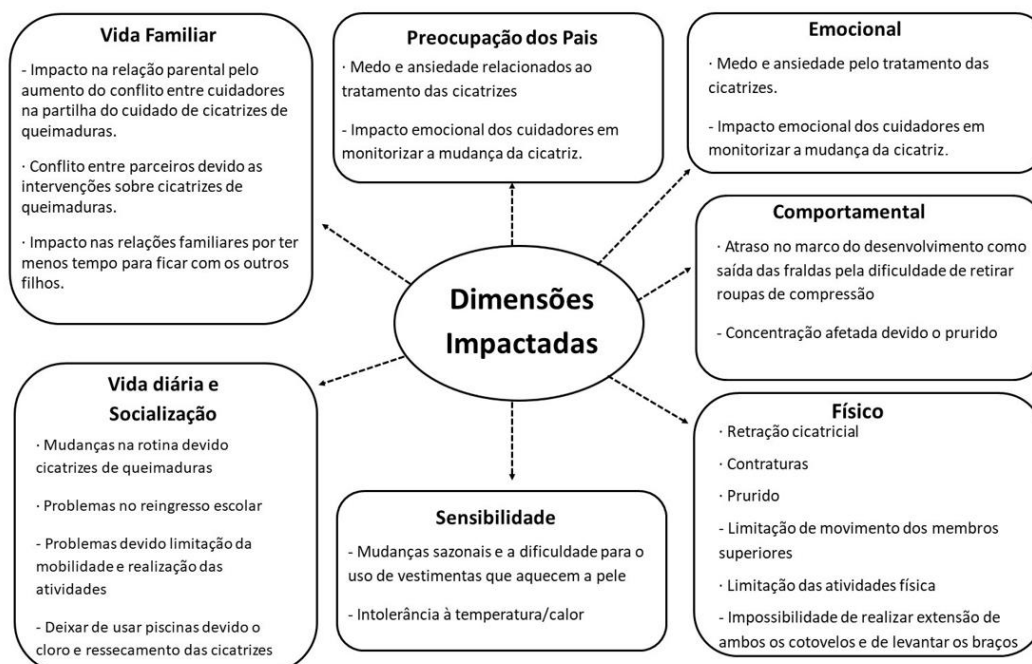 Vida Familiar
- Impacto na relação parental pelo
aumento do conflito entre cuidadores
na partilha do cuidado de cicatrizes de
queimaduras.
· Conflito entre parceiros devido as
intervenções sobre cicatrizes de
queimaduras.
· Impacto nas relações familiares por ter
menos tempo para ficar com os outros
filhos.
Preocupação dos Pais
· Medo e ansiedade relacionados ao
tratamento das cicatrizes
- Impacto emocional dos cuidadores em
monitorizar a mudança da cicatriz.
Emocional
· Medo e ansiedade pelo tratamento das
cicatrizes.
- Impacto emocional dos cuidadores em
monitorizar a mudança da cicatriz.
Comportamental
· Atraso no marco do desenvolvimento como
saída das fraldas pela dificuldade de retirar
roupas de compressão
- Concentração afetada devido o prurido
Dimensões
Impactadas
Vida diária e
Socialização
· Mudanças na rotina devido
cicatrizes de queimaduras
· Problemas no reingresso escolar
- Problemas devido limitação da
mobilidade e realização das
atividades
- Deixar de usar piscinas devido o
cloro e ressecamento das cicatrizes
Sensibilidade
- Mudanças sazonais e a dificuldade para o
uso de vestimentas que aquecem a pele
- Intolerância à temperatura/calor
Físico
· Retração cicatricial
· Contraturas
· Prurido
- Limitação de movimento dos membros
superiores
· Limitação das atividades física
- Impossibilidade de realizar extensão de
ambos os cotovelos e de levantar os braços